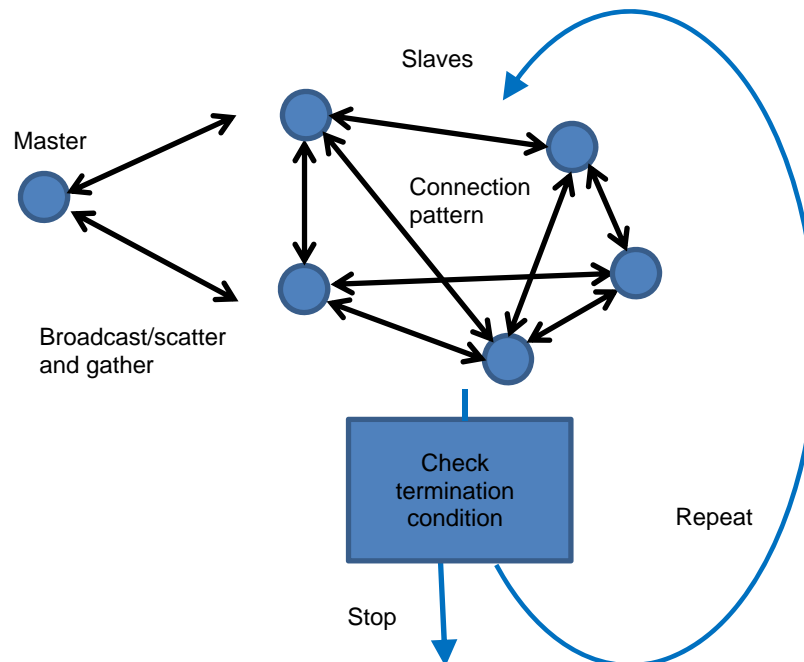 Slaves
Master
Connection
pattern
Broadcast/scatter
and gather
Check
termination
condition
Repeat
Stop